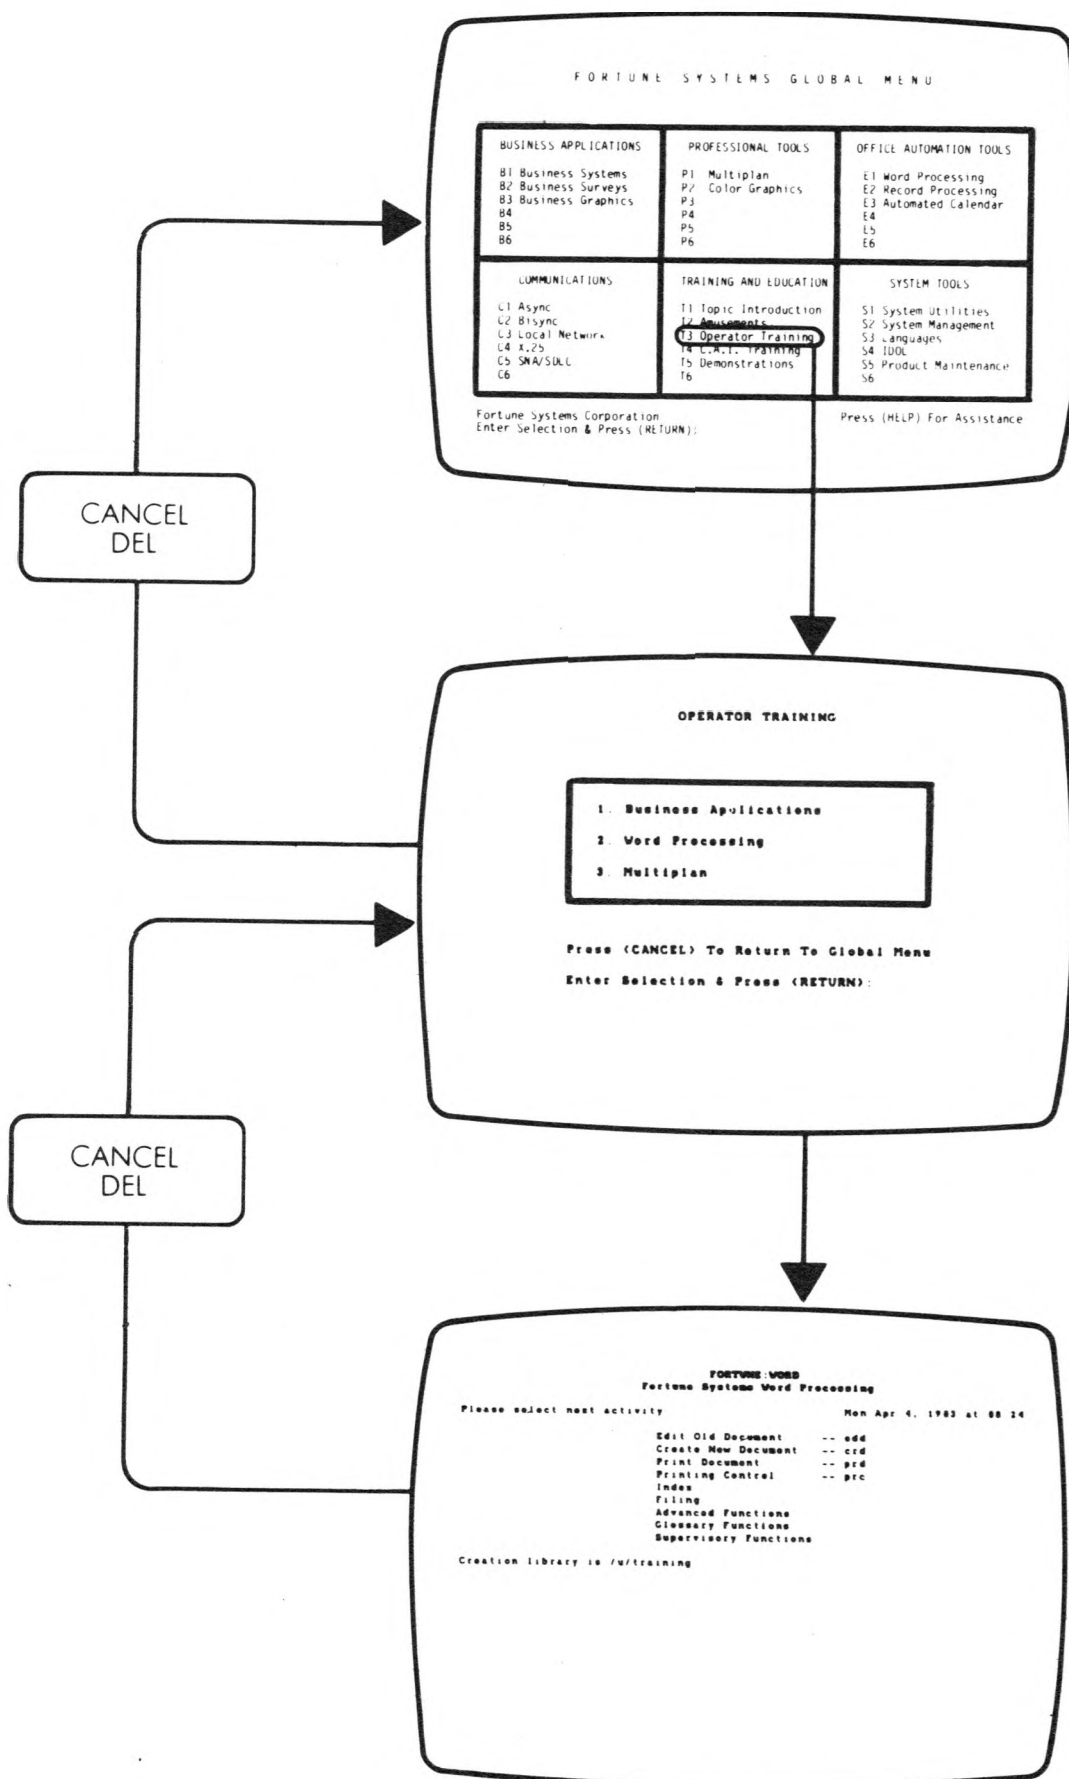 FORTUNE SYSTEMS GLOBAL MENU
BUSINESS APPLICATIONS
B1 Business Systems
B2 Business Surveys
B3 Business Graphics
B4
B5
B6
PROFESSIONAL TOOLS
P1 Multiplan
P2 Color Graphics
P3
P4
P5
P6
OFFICE AUTOMATION TOOLS
E1 Word Processing
E2 Record Processing
E3 Automated Calendar
E4
E5
E6
COMMUNICATIONS
C1 Async
C2 Bisync
C3 Local Network
C4 X.25
C5 SNA/SDLC
C6
TRAINING AND EDUCATION
T1 Topic Introduction
T2 Amusements
T3 Operator Training
T4 C.A.I. Training
T5 Demonstrations
T6
SYSTEM TOOLS
S1 System Utilities
S2 System Management
S3 Languages
S4 IDOL
S5 Product Maintenance
S6
Fortune Systems Corporation
Press (HELP) For Assistance
Enter Selection & Press (RETURN):
CANCEL
DEL
OPERATOR TRAINING
1. Business Applications
2. Word Processing
3. Multiplan
Press <CANCEL> To Return To Global Menu
Enter Selection & Press <RETURN>:
CANCEL
DEL
FORTUNE:WORD
Fortune Systems Word Processing
Please select next activity
Mon Apr 4, 1983 at 08 24
Edit Old Document -- edd
Create New Document -- crd
Print Document -- prd
Printing Control -- prc
Index
Filing
Advanced Functions
Glossary Functions
Supervisory Functions
Creation library is /u/training